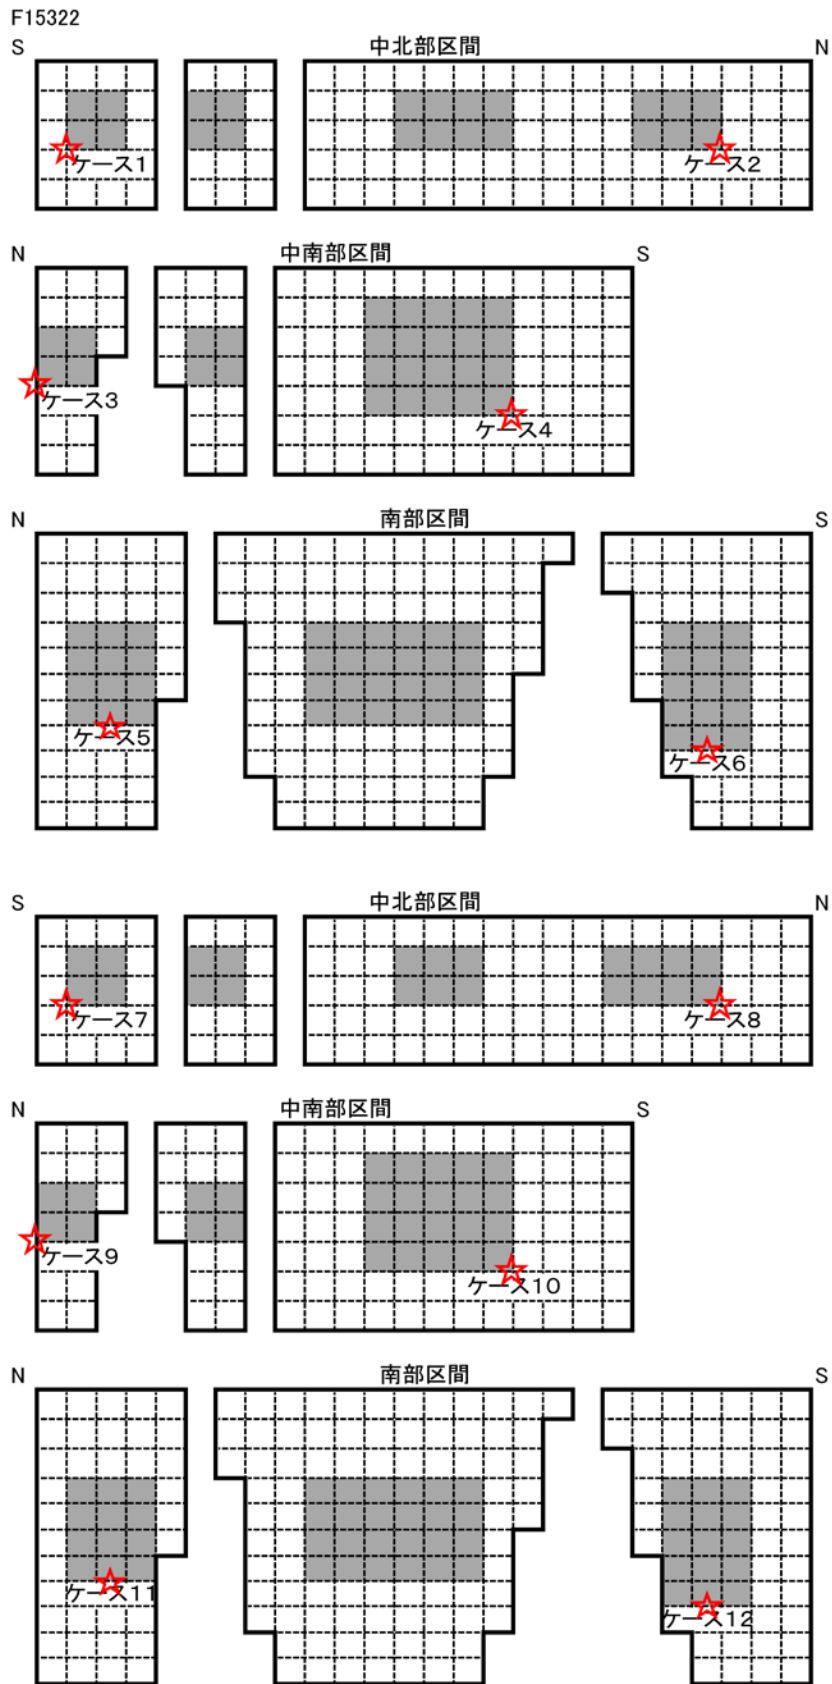 F15322
S 中北部区間 N
ケース1 ケース2
N 中南部区間 S
ケース3
ケース4
N 南部区間 S
ケース5
ケース6
S 中北部区間 N
ケース7 ケース8
N 中南部区間 S
ケース9
ケース10
N 南部区間 S
ケース11
ケース12